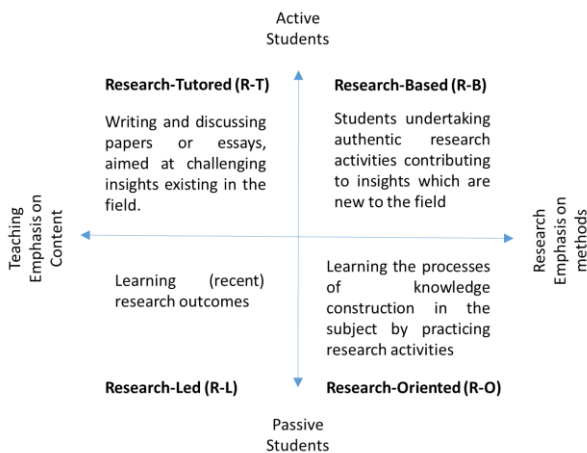 Active
Students
Research-Tutored (R-T)
Writing and discussing
papers or essays,
aimed at challenging
insights existing in the
field.
Research-Based (R-B)
Students undertaking
authentic research
activities contributing
to insights which are
new to the field
Teaching
Emphasis on
Content
Research
Emphasis on
methods
Learning (recent)
research outcomes
Research-Led (R-L)
Learning the processes
of knowledge
construction in the
subject by practicing
research activities
Research-Oriented (R-O)
Passive
Students